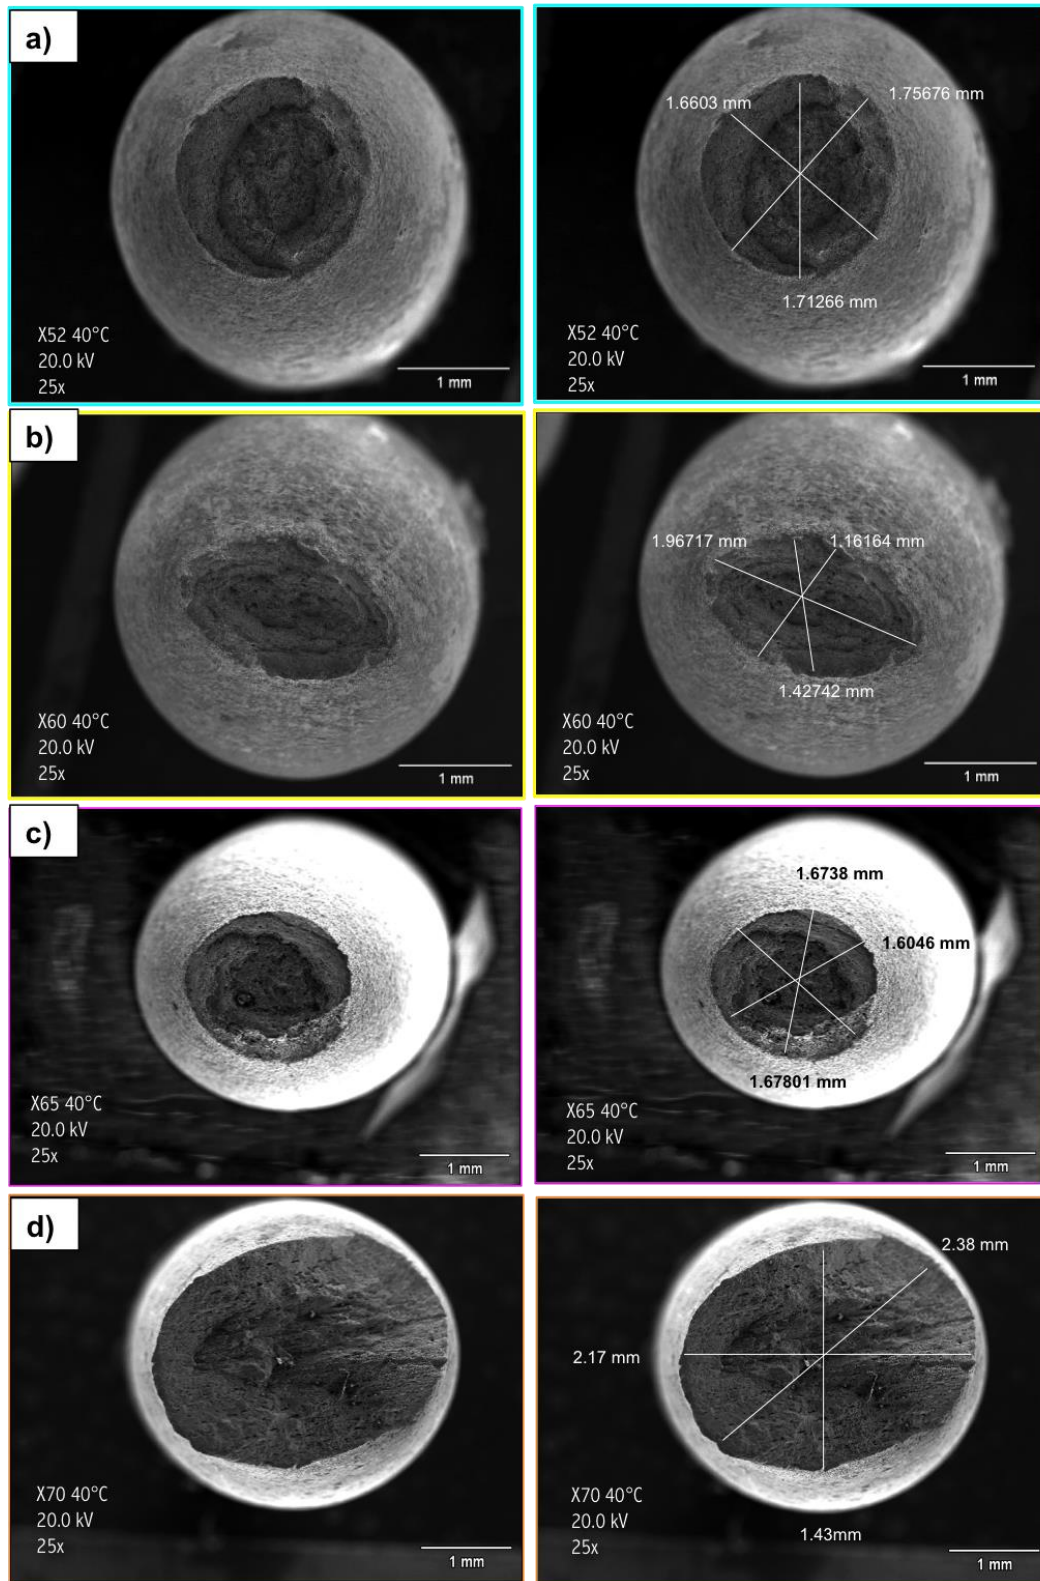 a)
X52 40°C
20.0 kV
25x
1 mm
1.6603 mm
1.75676 mm
1.71266 mm
X52 40°C
20.0 kV
25x
1 mm
b)
X60 40°C
20.0 kV
25x
1 mm
1.96717 mm
1.16164 mm
1.42742 mm
X60 40°C
20.0 kV
25x
1 mm
c)
X65 40°C
20.0 kV
25x
1 mm
1.6738 mm
1.6046 mm
1.67801 mm
X65 40°C
20.0 kV
25x
1 mm
d)
X70 40°C
20.0 kV
25x
1 mm
2.38 mm
2.17 mm
X70 40°C
20.0 kV
25x
1.43mm
1 mm